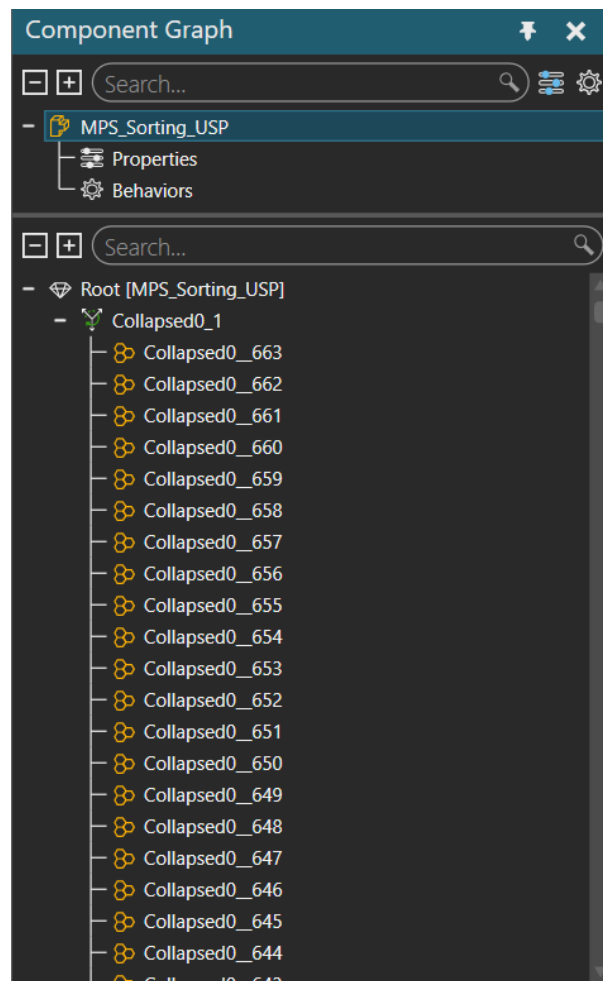 Component Graph
Search...
MPS_Sorting_USP
Properties
Behaviors
Search...
Root [MPS_Sorting_USP]
Collapsed0_1
Collapsed0__663
Collapsed0__662
Collapsed0__661
Collapsed0__660
Collapsed0__659
Collapsed0__658
Collapsed0__657
Collapsed0__656
Collapsed0__655
Collapsed0__654
Collapsed0__653
Collapsed0__652
Collapsed0__651
Collapsed0__650
Collapsed0__649
Collapsed0__648
Collapsed0__647
Collapsed0__646
Collapsed0__645
Collapsed0__644